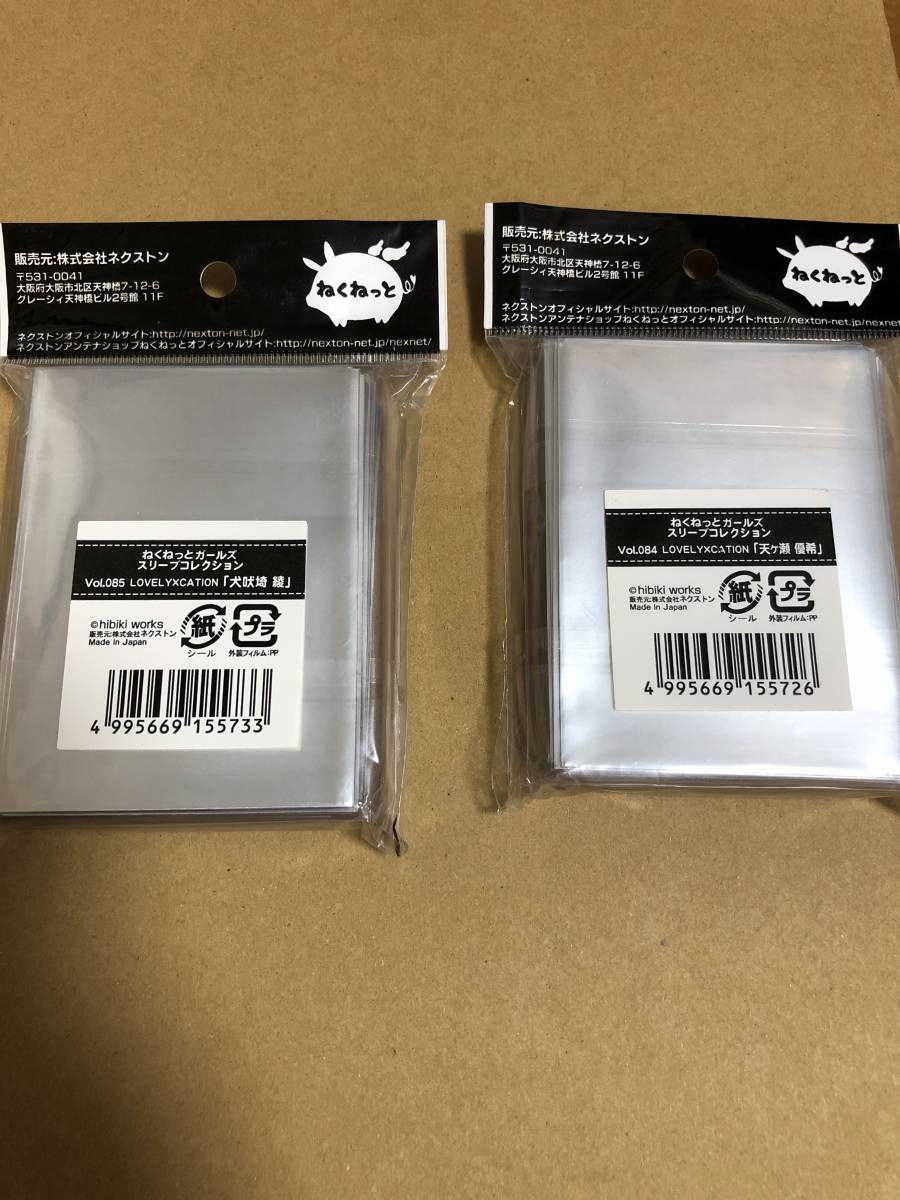 販売元:株式会社ネクストン
〒531-0041
大阪府大阪市北区天神橋7-12-6
グレーシィ天神橋ビル2号館 11F
ねくねっと
ネクストンオフィシャルサイト:http://nexton-net.jp/
ネクストンアンテナショップねくねっとオフィシャルサイト:http://nexton-net.jp/nexnet/
ねくねっとガールズ
スリーブコレクション
Vol.085 LOVELYXCATION「犬吠埼 綾」
©hibiki works
販売元:株式会社ネクストン
Made In Japan
紙
シール
プラ
外装フィルム:PP
4 995669 155733
販売元:株式会社ネクストン
〒531-0041
大阪府大阪市北区天神橋7-12-6
グレーシィ天神橋ビル2号館 11F
ねくねっと
ネクストンオフィシャルサイト:http://nexton-net.jp/
ネクストンアンテナショップねくねっとオフィシャルサイト:http://nexton-net.jp/nexnet/
ねくねっとガールズ
スリーブコレクション
Vol.084 LOVELYXCATION「天ヶ瀬 優希」
©hibiki works
販売元:株式会社ネクストン
Made In Japan
紙
シール
プラ
外装フィルム:PP
4 995669 155726